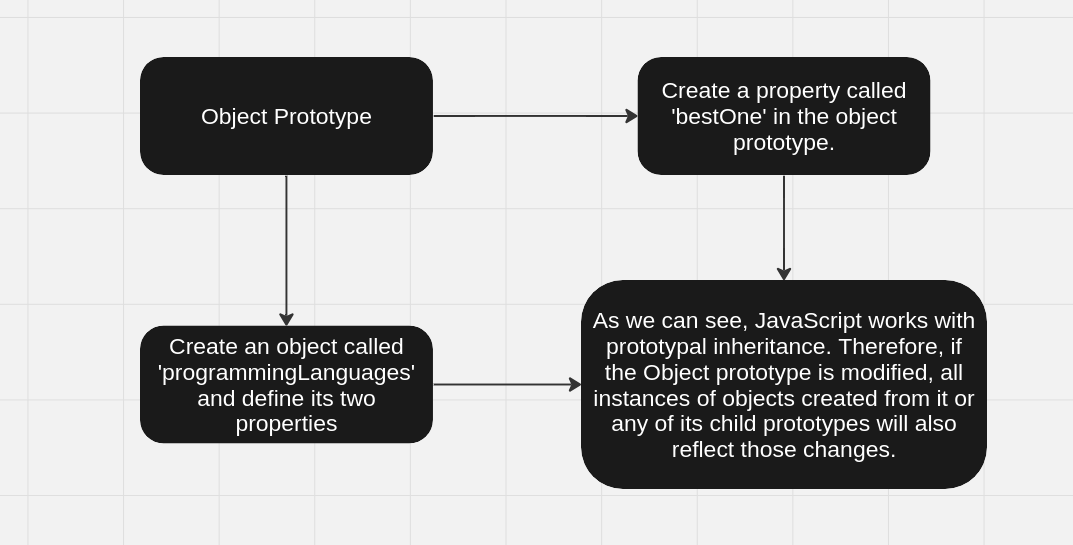 Object Prototype
Create a property called
'bestOne' in the object
prototype.
Create an object called
'programmingLanguages'
and define its two
properties
As we can see, JavaScript works with
prototypal inheritance. Therefore, if
the Object prototype is modified, all
instances of objects created from it or
any of its child prototypes will also
reflect those changes.